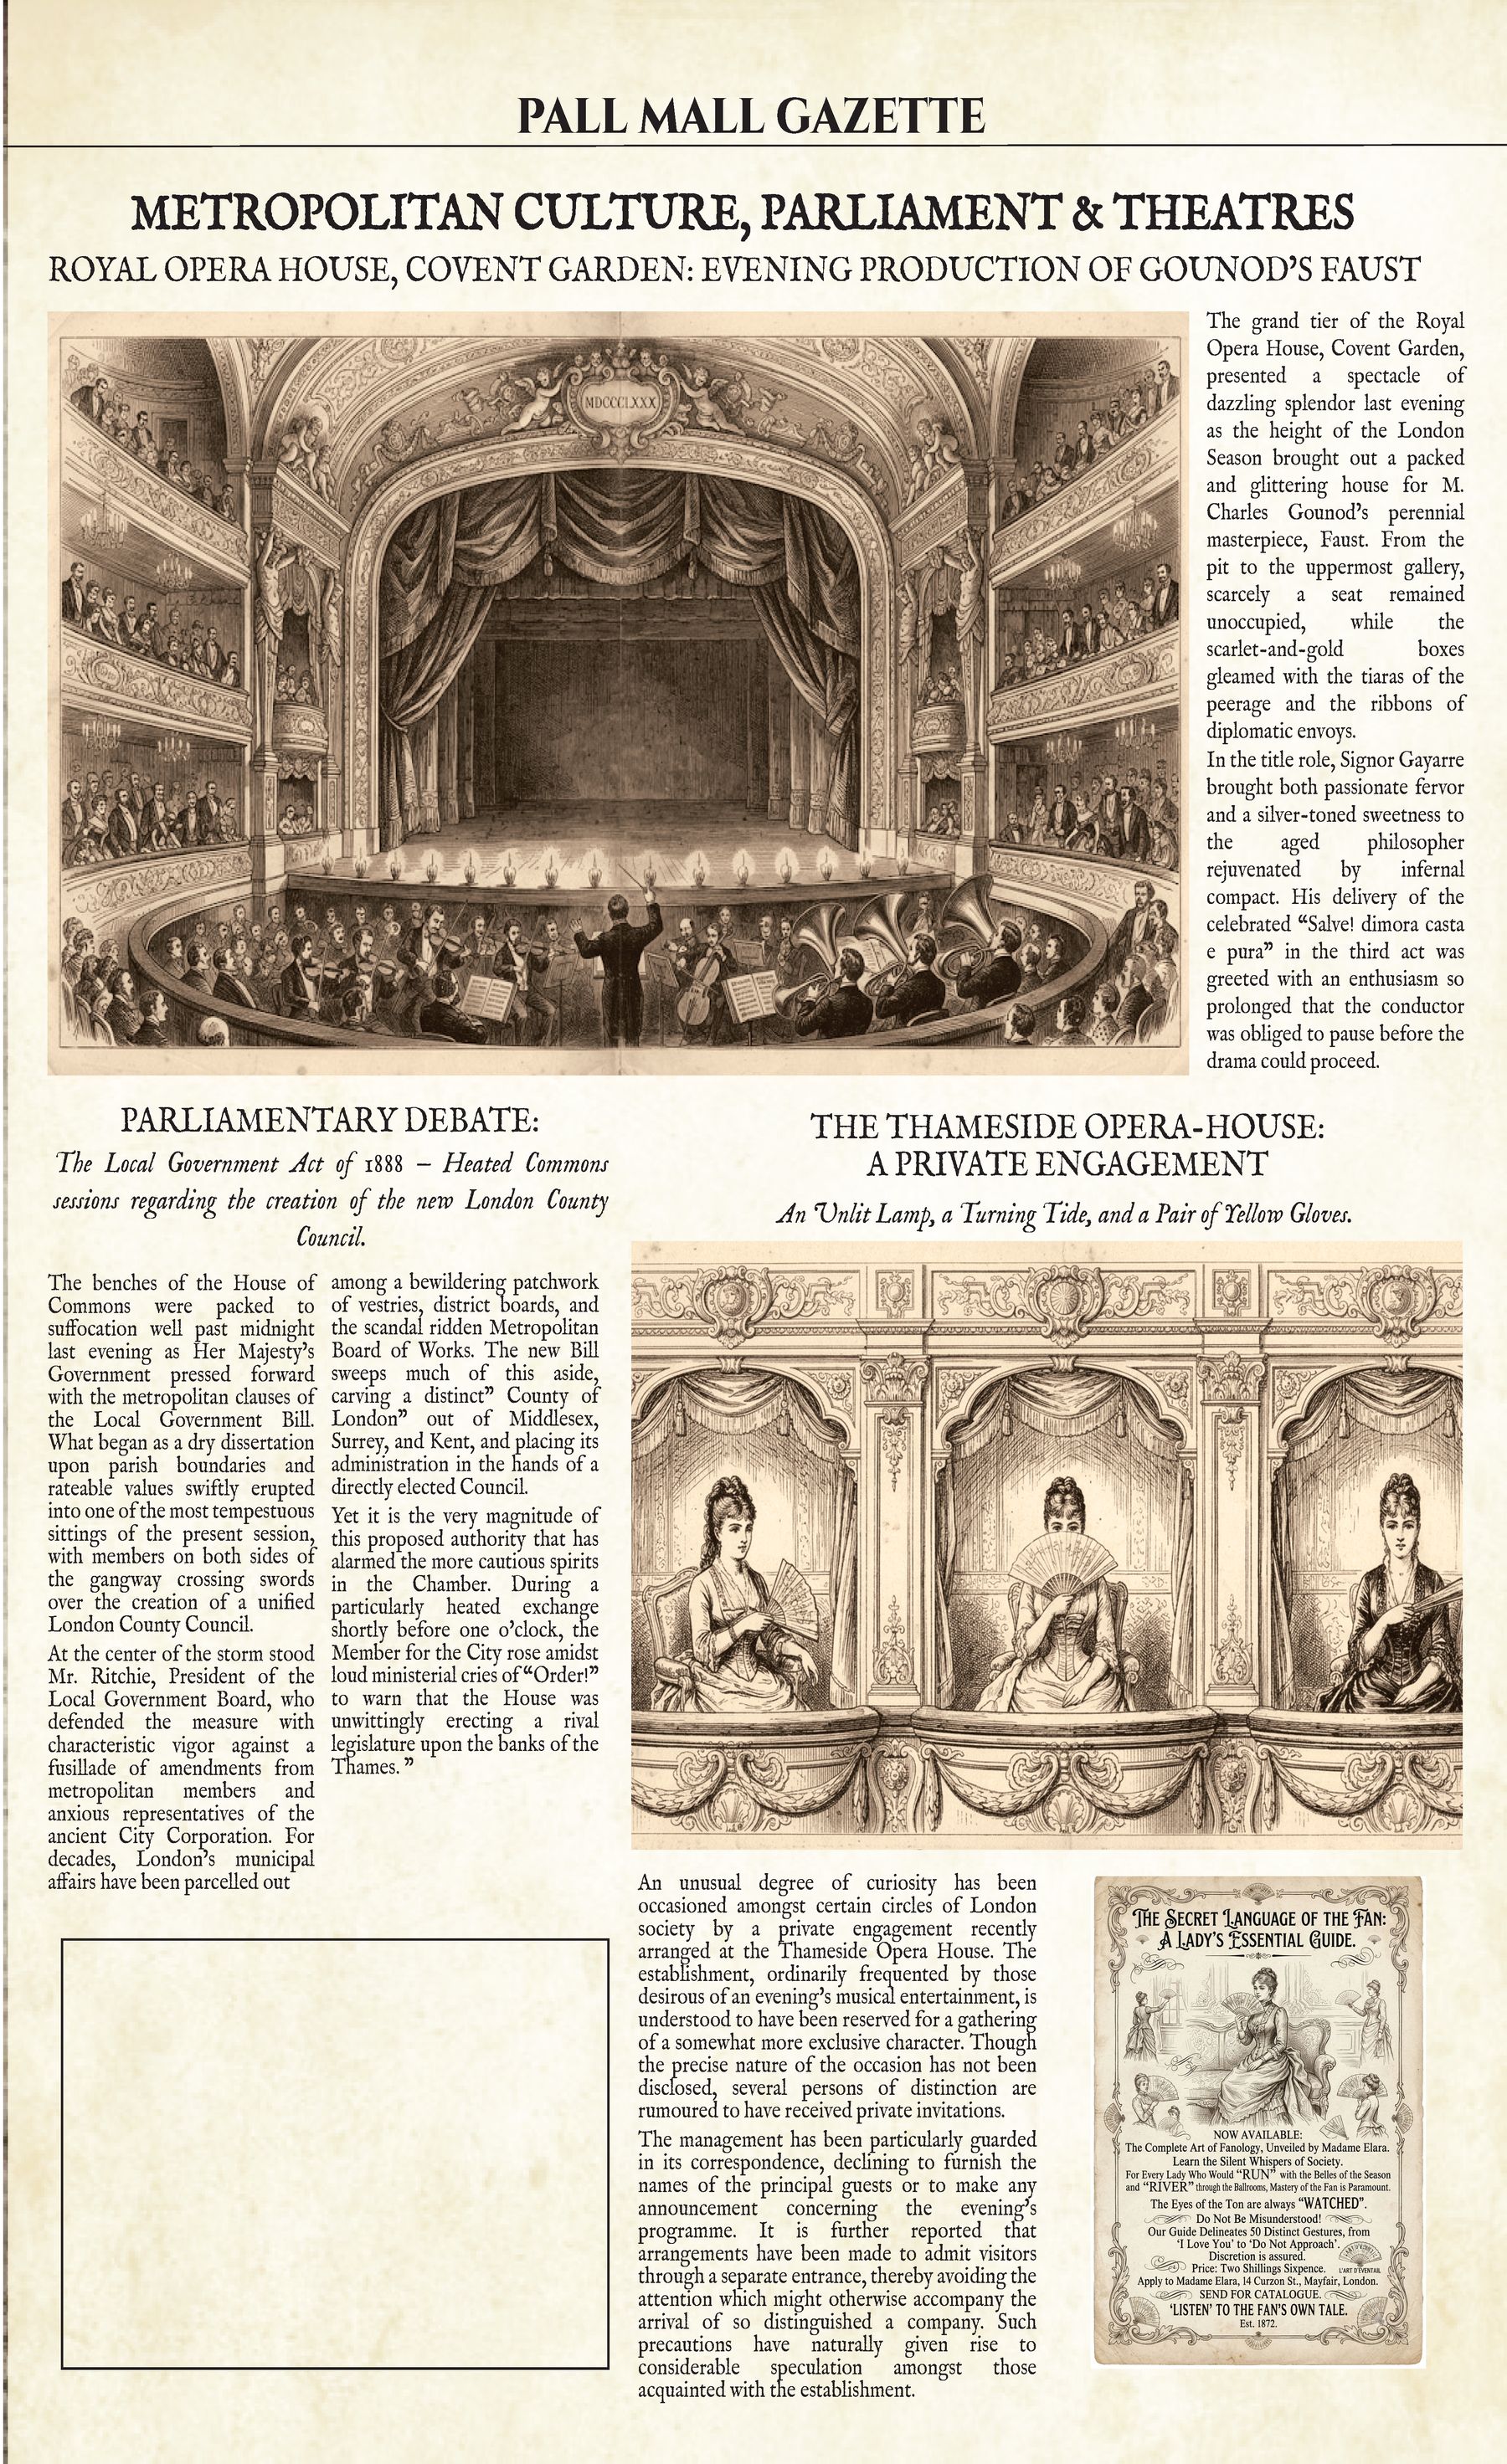 PALL MALL GAZETTE
METROPOLITAN CULTURE, PARLIAMENT & THEATRES
ROYAL OPERA HOUSE, COVENT GARDEN: EVENING PRODUCTION OF GOUNOD'S FAUST
MDCCCLXXX
The grand tier of the Royal
Opera House, Covent Garden,
presented a spectacle of
dazzling splendor last evening
as the height of the London
Season brought out a packed
and glittering house for M.
Charles Gounod's perennial
masterpiece, Faust. From the
pit to the uppermost gallery,
scarcely a seat remained
unoccupied, while the
scarlet-and-gold boxes
gleamed with the tiaras of the
peerage and the ribbons of
diplomatic envoys.
In the title role, Signor Gayarre
brought both passionate fervor
and a silver-toned sweetness to
the aged philosopher
rejuvenated by infernal
compact. His delivery of the
celebrated “Salve! dimora casta
e pura” in the third act was
greeted with an enthusiasm so
prolonged that the conductor
was obliged to pause before the
drama could proceed.
PARLIAMENTARY DEBATE:
The Local Government Act of 1888 – Heated Commons
sessions regarding the creation of the new London County
Council.
The benches of the House of
Commons were packed to
suffocation well past midnight
last evening as Her Majesty's
Government pressed forward
with the metropolitan clauses of
the Local Government Bill.
What began as a dry dissertation
upon parish boundaries and
rateable values swiftly erupted
into one of the most tempestuous
sittings of the present session,
with members on both sides of
the gangway crossing swords
over the creation of a unified
London County Council.
At the center of the storm stood
Mr. Ritchie, President of the
Local Government Board, who
defended the measure with
characteristic vigor against a
fusillade of amendments from
metropolitan members and
anxious representatives of the
ancient City Corporation. For
decades, London's municipal
affairs have been parcelled out
among a bewildering patchwork
of vestries, district boards, and
the scandal ridden Metropolitan
Board of Works. The new Bill
sweeps much of this aside,
carving a distinct” County of
London” out of Middlesex,
Surrey, and Kent, and placing its
administration in the hands of a
directly elected Council.
Yet it is the very magnitude of
this proposed authority that has
alarmed the more cautious spirits
in the Chamber. During a
particularly heated exchange
shortly before one o'clock, the
Member for the City rose amidst
loud ministerial cries of “Order!”
to warn that the House was
unwittingly erecting a rival
legislature upon the banks of the
Thames. ”
THE THAMESIDE OPERA-HOUSE:
A PRIVATE ENGAGEMENT
An Unlit Lamp, a Turning Tide, and a Pair of Yellow Gloves.
An unusual degree of curiosity has been
occasioned amongst certain circles of London
society by a private engagement recently
arranged at the Thameside Opera House. The
establishment, ordinarily frequented by those
desirous of an evening's musical entertainment, is
understood to have been reserved for a gathering
of a somewhat more exclusive character. Though
the precise nature of the occasion has not been
disclosed, several persons of distinction are
rumoured to have received private invitations.
The management has been particularly guarded
in its correspondence, declining to furnish the
names of the principal guests or to make any
announcement concerning the evening's
programme. It is further reported that
arrangements have been made to admit visitors
through a separate entrance, thereby avoiding the
attention which might otherwise accompany the
arrival of so distinguished a company. Such
precautions have naturally given rise to
considerable speculation amongst those
acquainted with the establishment.
THE SECRET LANGUAGE OF THE FAN:
A LADY'S ESSENTIAL GUIDE.
NOW AVAILABLE:
The Complete Art of Fanology, Unveiled by Madame Elara.
Learn the Silent Whispers of Society.
For Every Lady Who Would “RUN” with the Belles of the Season
and “RIVER” through the Ballrooms, Mastery of the Fan is Paramount.
The Eyes of the Ton are always “WATCHED”.
Do Not Be Misunderstood!
Our Guide Delineates 50 Distinct Gestures, from
'I Love You' to 'Do Not Approach'.
Discretion is assured.
Price: Two Shillings Sixpence.
L'ART D'EVENTAIL
Apply to Madame Elara, 14 Curzon St., Mayfair, London.
SEND FOR CATALOGUE.
'LISTEN' TO THE FAN'S OWN TALE.
Est. 1872.